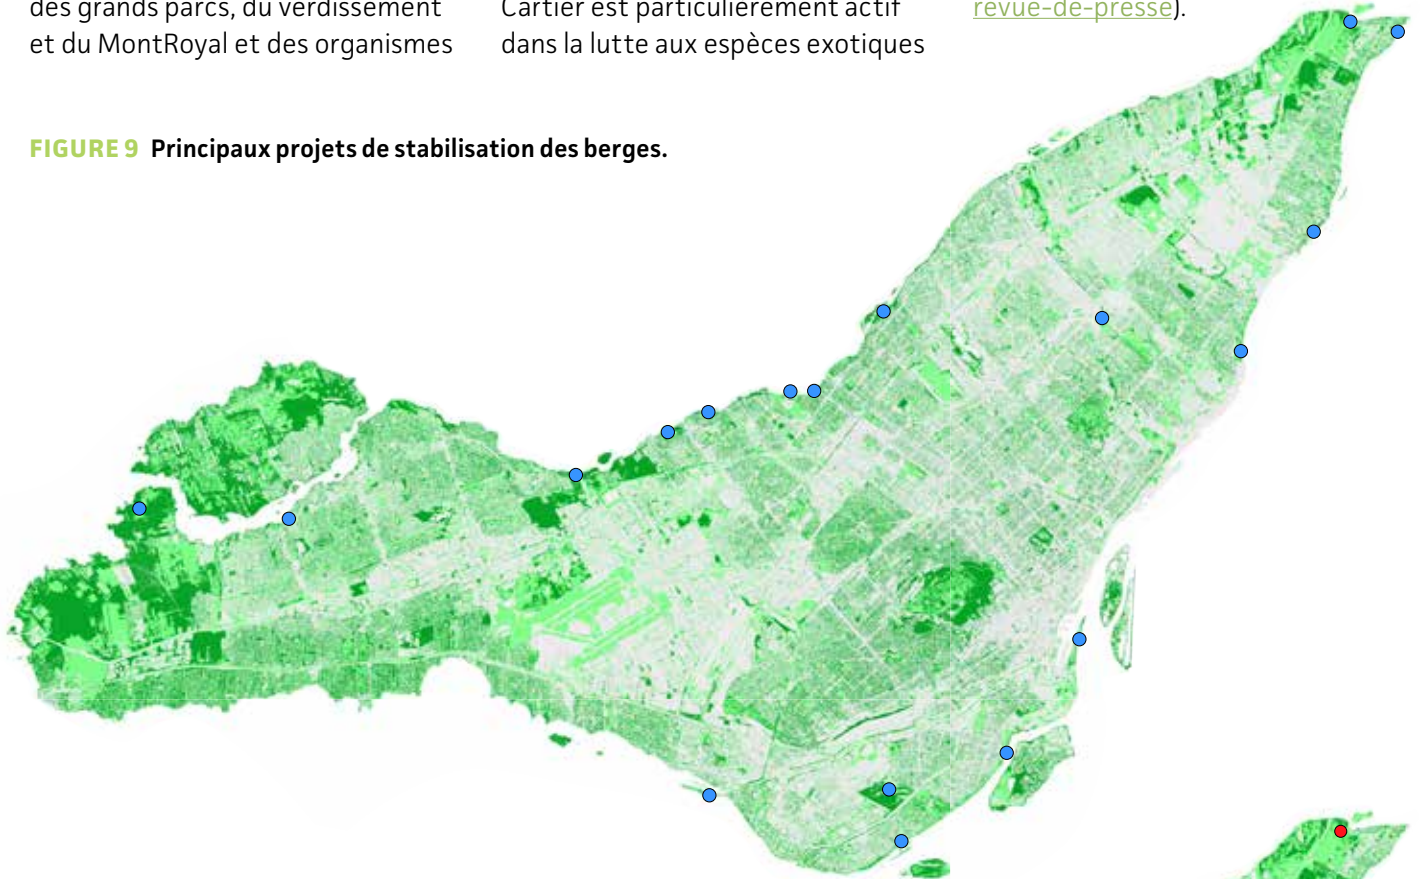 des grands parcs, du verdissement
et du MontRoyal et des organismes
Cartier est particulièrement actif
dans la lutte aux espèces exotiques
revue-de-presse).
FIGURE 9 Principaux projets de stabilisation des berges.